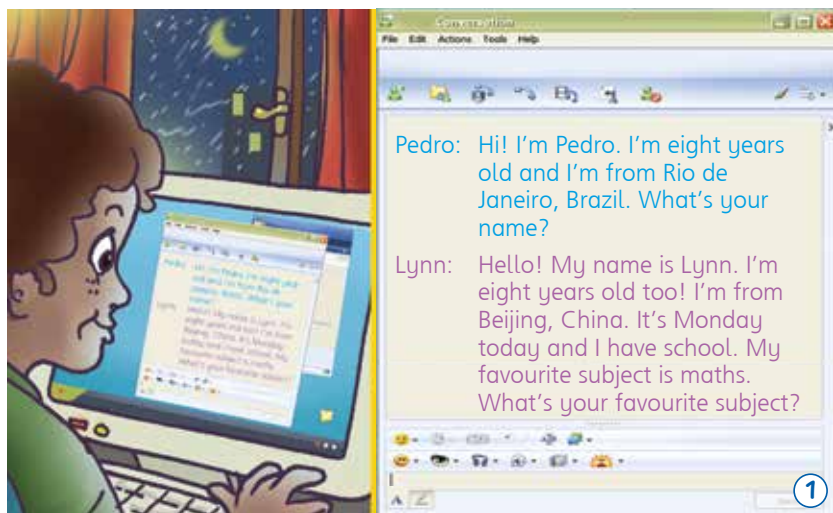 Conversation
File Edit Actions Tools Help
Pedro: Hi! I'm Pedro. I'm eight years
old and I'm from Rio de
Janeiro, Brazil. What's your
name?
Lynn: Hello! My name is Lynn. I'm
eight years old too! I'm from
Beijing, China. It's Monday
today and I have school. My
favourite subject is maths.
What's your favourite subject?
A
1